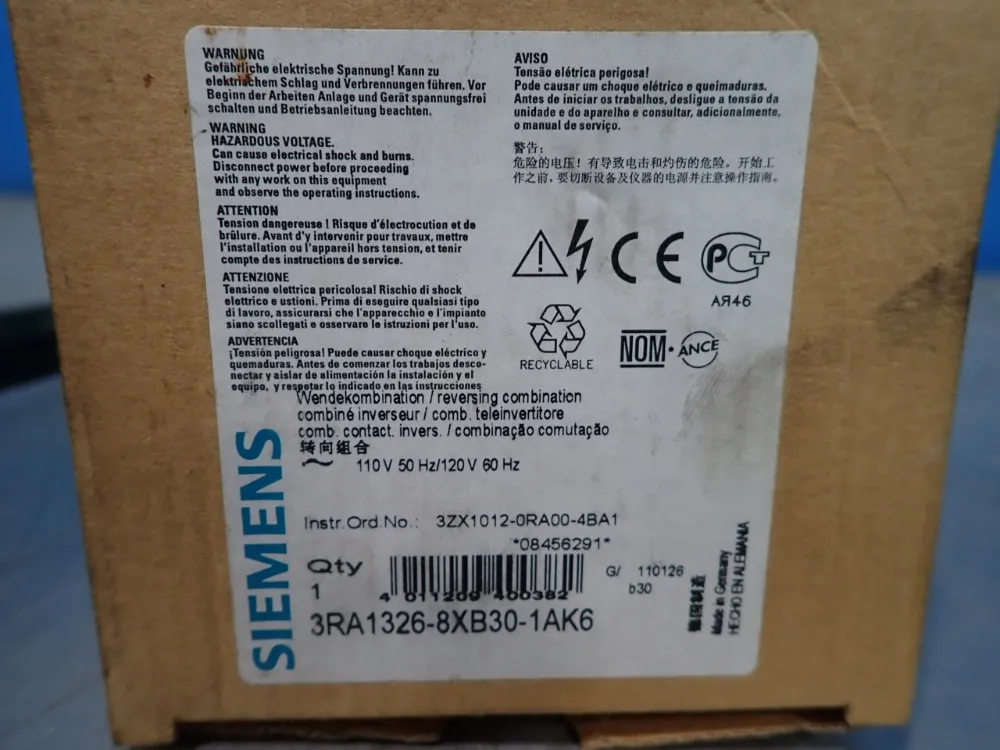 WARNUNG
Gefährliche elektrische Spannung! Kann zu
elektrischem Schlag und Verbrennungen führen. Vor
Beginn der Arbeiten Anlage und Gerät spannungsfrei
schalten und Betriebsanleitung beachten.
WARNING
HAZARDOUS VOLTAGE.
Can cause electrical shock and burns.
Disconnect power before proceeding
with any work on this equipment
and observe the operating instructions.
ATTENTION
Tension dangereuse ! Risque d'électrocution et de
brûlure. Avant d'y intervenir pour travaux, mettre
l'installation ou l'appareil hors tension, et tenir
compte des instructions de service.
ATTENZIONE
Tensione elettrica pericolosa! Rischio di shock
elettrico e ustioni. Prima di eseguire qualsiasi tipo
di lavoro, assicurarsi che l'apparecchio e l'impianto
siano scollegati e osservare le istruzioni per l'uso.
ADVERTENCIA
¡Tensión peligrosa! Puede causar choque eléctrico y
quemaduras. Antes de comenzar los trabajos desco-
nectar y aislar de alimentación la instalación y el
equipo, y respetar lo indicado en las instrucciones
AVISO
Tensão elétrica perigosa!
Pode causar um choque elétrico e queimaduras.
Antes de iniciar os trabalhos, desligue a tensão da
unidade e do aparelho e consultar, adicionalmente,
o manual de serviço.
警告:
危险的电压! 有导致电击和灼伤的危险。开始工
作之前, 要切断设备及仪器的电源并注意操作指南。
CE
РСТ
АЯ46
RECYCLABLE
NOM · ANCE
Wendekombination / reversing combination
combiné inverseur / comb. teleinvertitore
comb. contact. invers. / combinação comutação
转向组合
~ 110 V 50 Hz/120 V 60 Hz
SIEMENS
Instr.Ord.No.: 3ZX1012-0RA00-4BA1
*08456291*
Qty
1
4 011209 400382
G/ 110126
b30
3RA1326-8XB30-1AK6
德国制造
Made in Germany
HECHO EN ALEMANIA